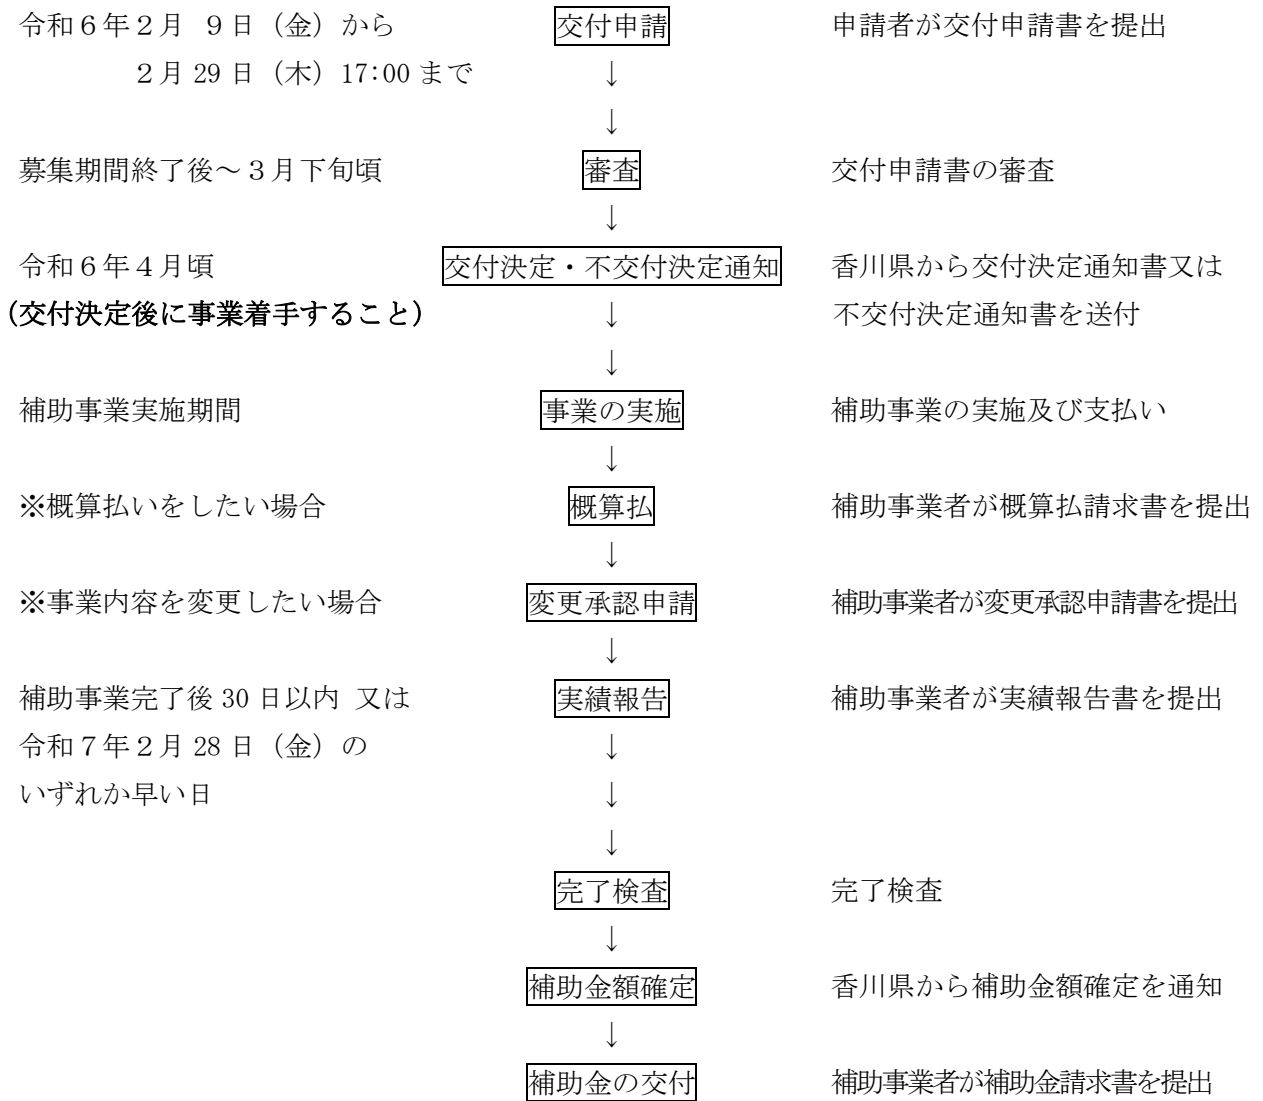 令和６年２月 ９日（金）から 交付申請 申請者が交付申請書を提出
２月29日（木）17:00まで ↓
↓
募集期間終了後～３月下旬頃 審査 交付申請書の審査
↓
令和６年４月頃 交付決定・不交付決定通知 香川県から交付決定通知書又は
（交付決定後に事業着手すること） ↓ 不交付決定通知書を送付
↓
補助事業実施期間 事業の実施 補助事業の実施及び支払い
↓
※概算払いをしたい場合 概算払 補助事業者が概算払請求書を提出
↓
※事業内容を変更したい場合 変更承認申請 補助事業者が変更承認申請書を提出
↓
補助事業完了後30日以内 又は 実績報告 補助事業者が実績報告書を提出
令和７年２月28日（金）の ↓
いずれか早い日 ↓
↓
完了検査 完了検査
↓
補助金額確定 香川県から補助金額確定を通知
↓
補助金の交付 補助事業者が補助金請求書を提出